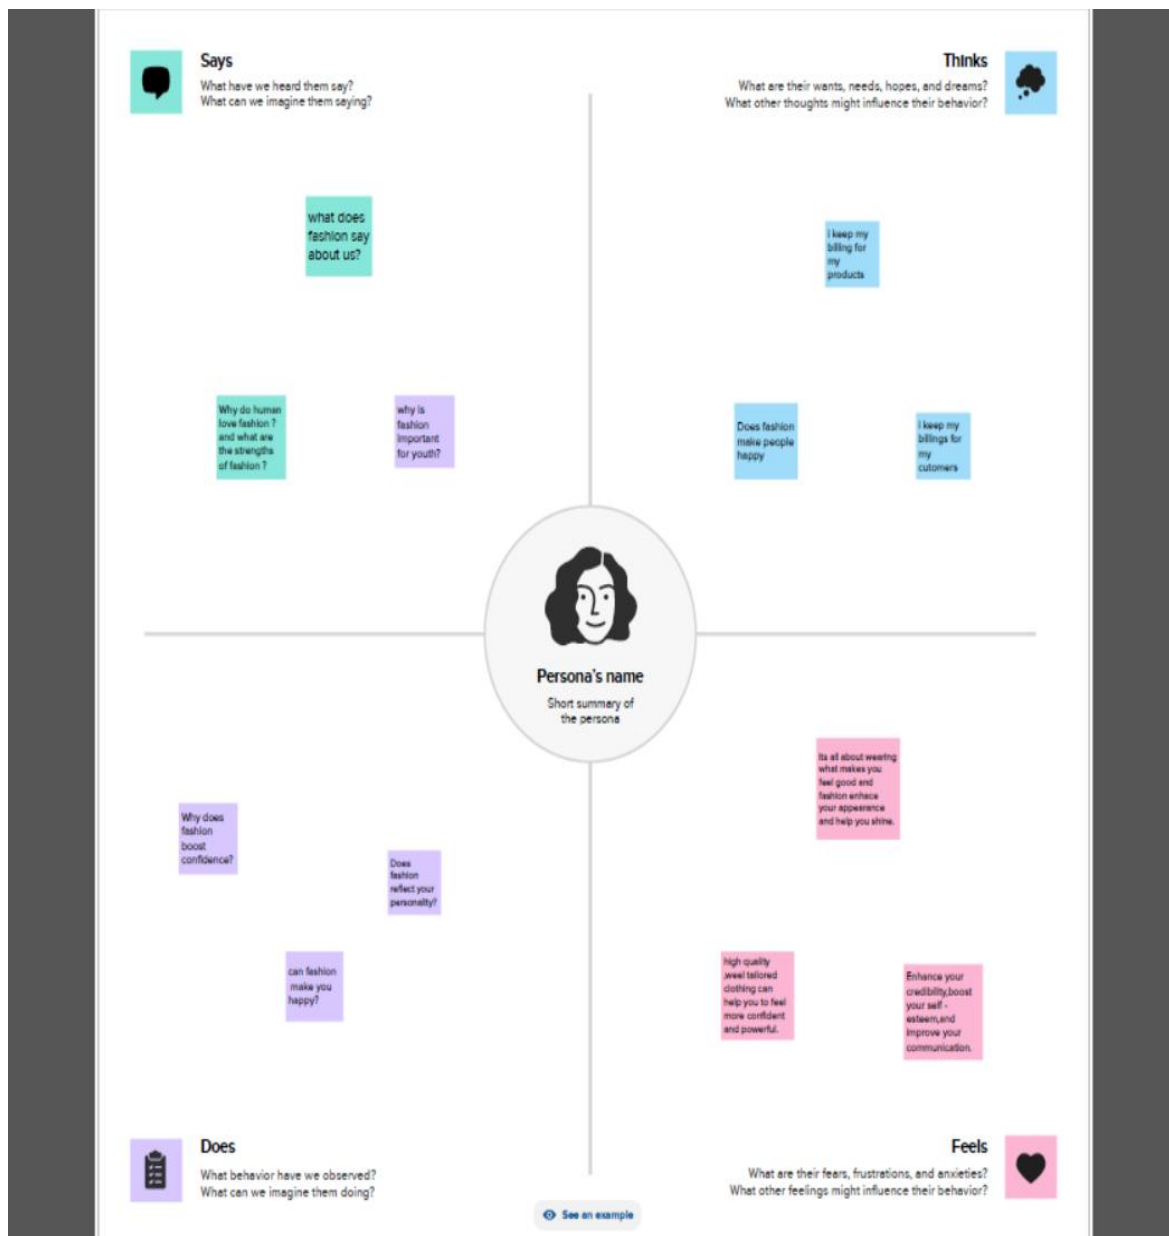 Says
What have we heard them say?
What can we imagine them saying?
Thinks
What are their wants, needs, hopes, and dreams?
What other thoughts might influence their behavior?
what does
fashion say
about us?
Why do human
love fashion ?
and what are
the strengths
of fashion ?
why is
fashion
important
for youth?
i keep my
billing for
my
products
Does fashion
make people
happy
i keep my
billings for
my
cutomers
Persona's name
Short summary of
the persona
Why does
fashion
boost
confidence?
Does
fashion
reflect your
personality?
can fashion
make you
happy?
Its all about wearing
what makes you
feel good and
fashion enhace
your appearance
and help you shine.
high quality
,weel tailored
clothing can
help you to feel
more confident
and powerful.
Enhance your
credibility,boost
your self -
esteem,and
improve your
communication.
Does
What behavior have we observed?
What can we imagine them doing?
Feels
What are their fears, frustrations, and anxieties?
What other feelings might influence their behavior?
See an example